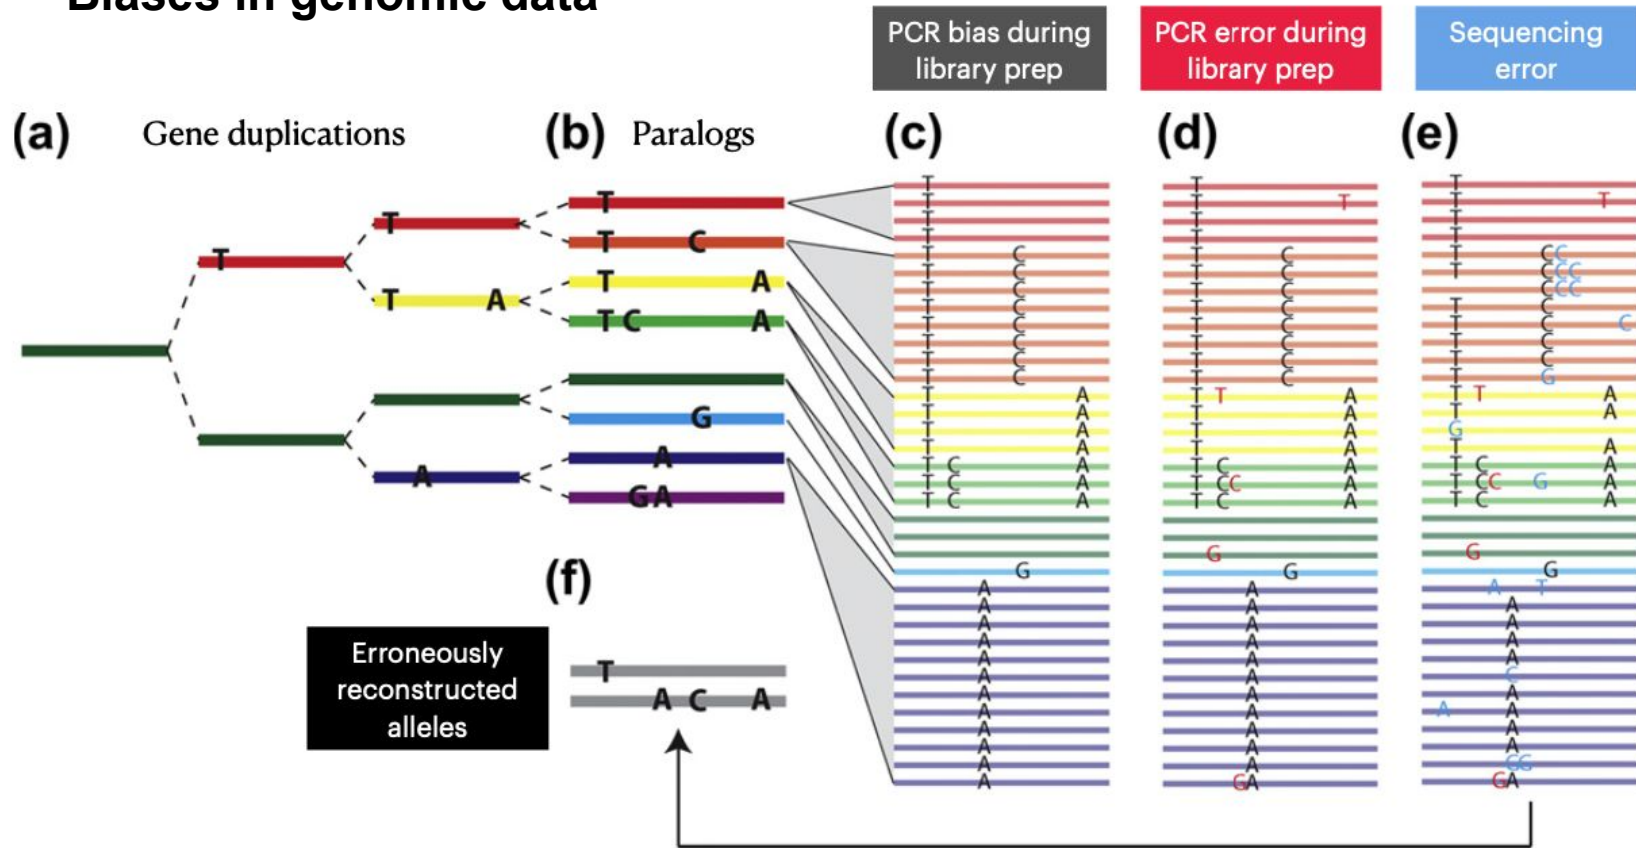 Biases in genomic data
PCR bias during
library prep
PCR error during
library prep
Sequencing
error
(a) Gene duplications
T
T
T A
A
(b) Paralogs
T
T C
T A
T C A
G
A
G A
(c)
T
T
T
T
T C
T C
T C
T C
T C
T C
T C
T C
T A
T A
T A
T A
T C A
T C A
T C A
G
A
A
A
A
A
A
A
A
A
A
A
A
(d)
T
T T
T
T
T C
T C
T C
T C
T C
T C
T C
T C
T T A
T A
T A
T A
T C A
T C C A
T C A
G
G
A
A
A
A
A
A
A
A
A
A
A
G A
(e)
T
T T
T
T
T C C
T C C C
C C C
T C
T C C
T C
T C
T G
T T A
T A
G
T A
T C A
T C C G A
T C A
G
G
A T
A
A
A
A
C
A
A A
A
A
G A
(f)
Erroneously
reconstructed
alleles
T
A C A